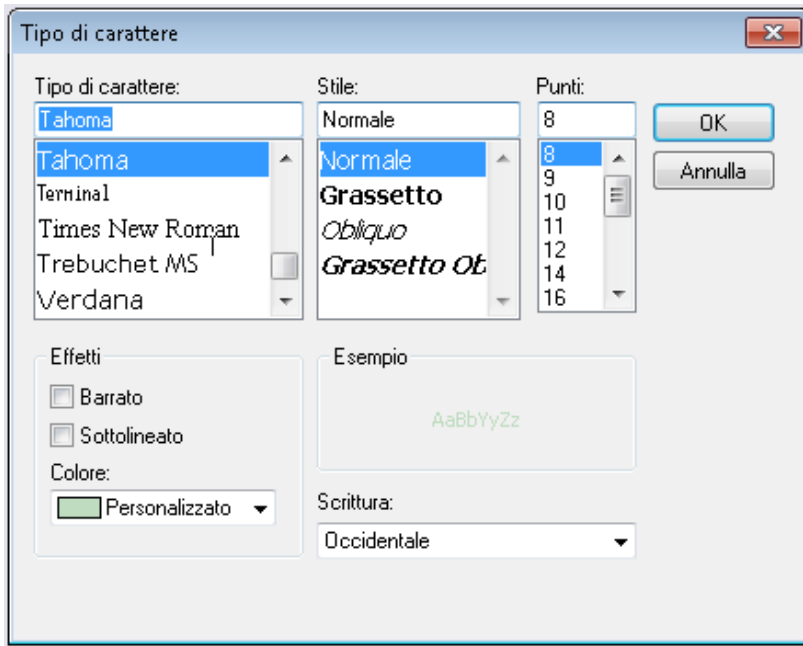 Tipo di carattere
Tipo di carattere:
Tahoma
Tahoma
Terminal
Times New Roman
Trebuchet MS
Verdana
Stile:
Normale
Normale
Grassetto
Obliquo
Grassetto Ob
Punti:
8
8
9
10
11
12
14
16
OK
Annulla
Effetti
Barrato
Sottolineato
Colore:
Personalizzato
Esempio
AaBbYyZz
Scrittura:
Occidentale